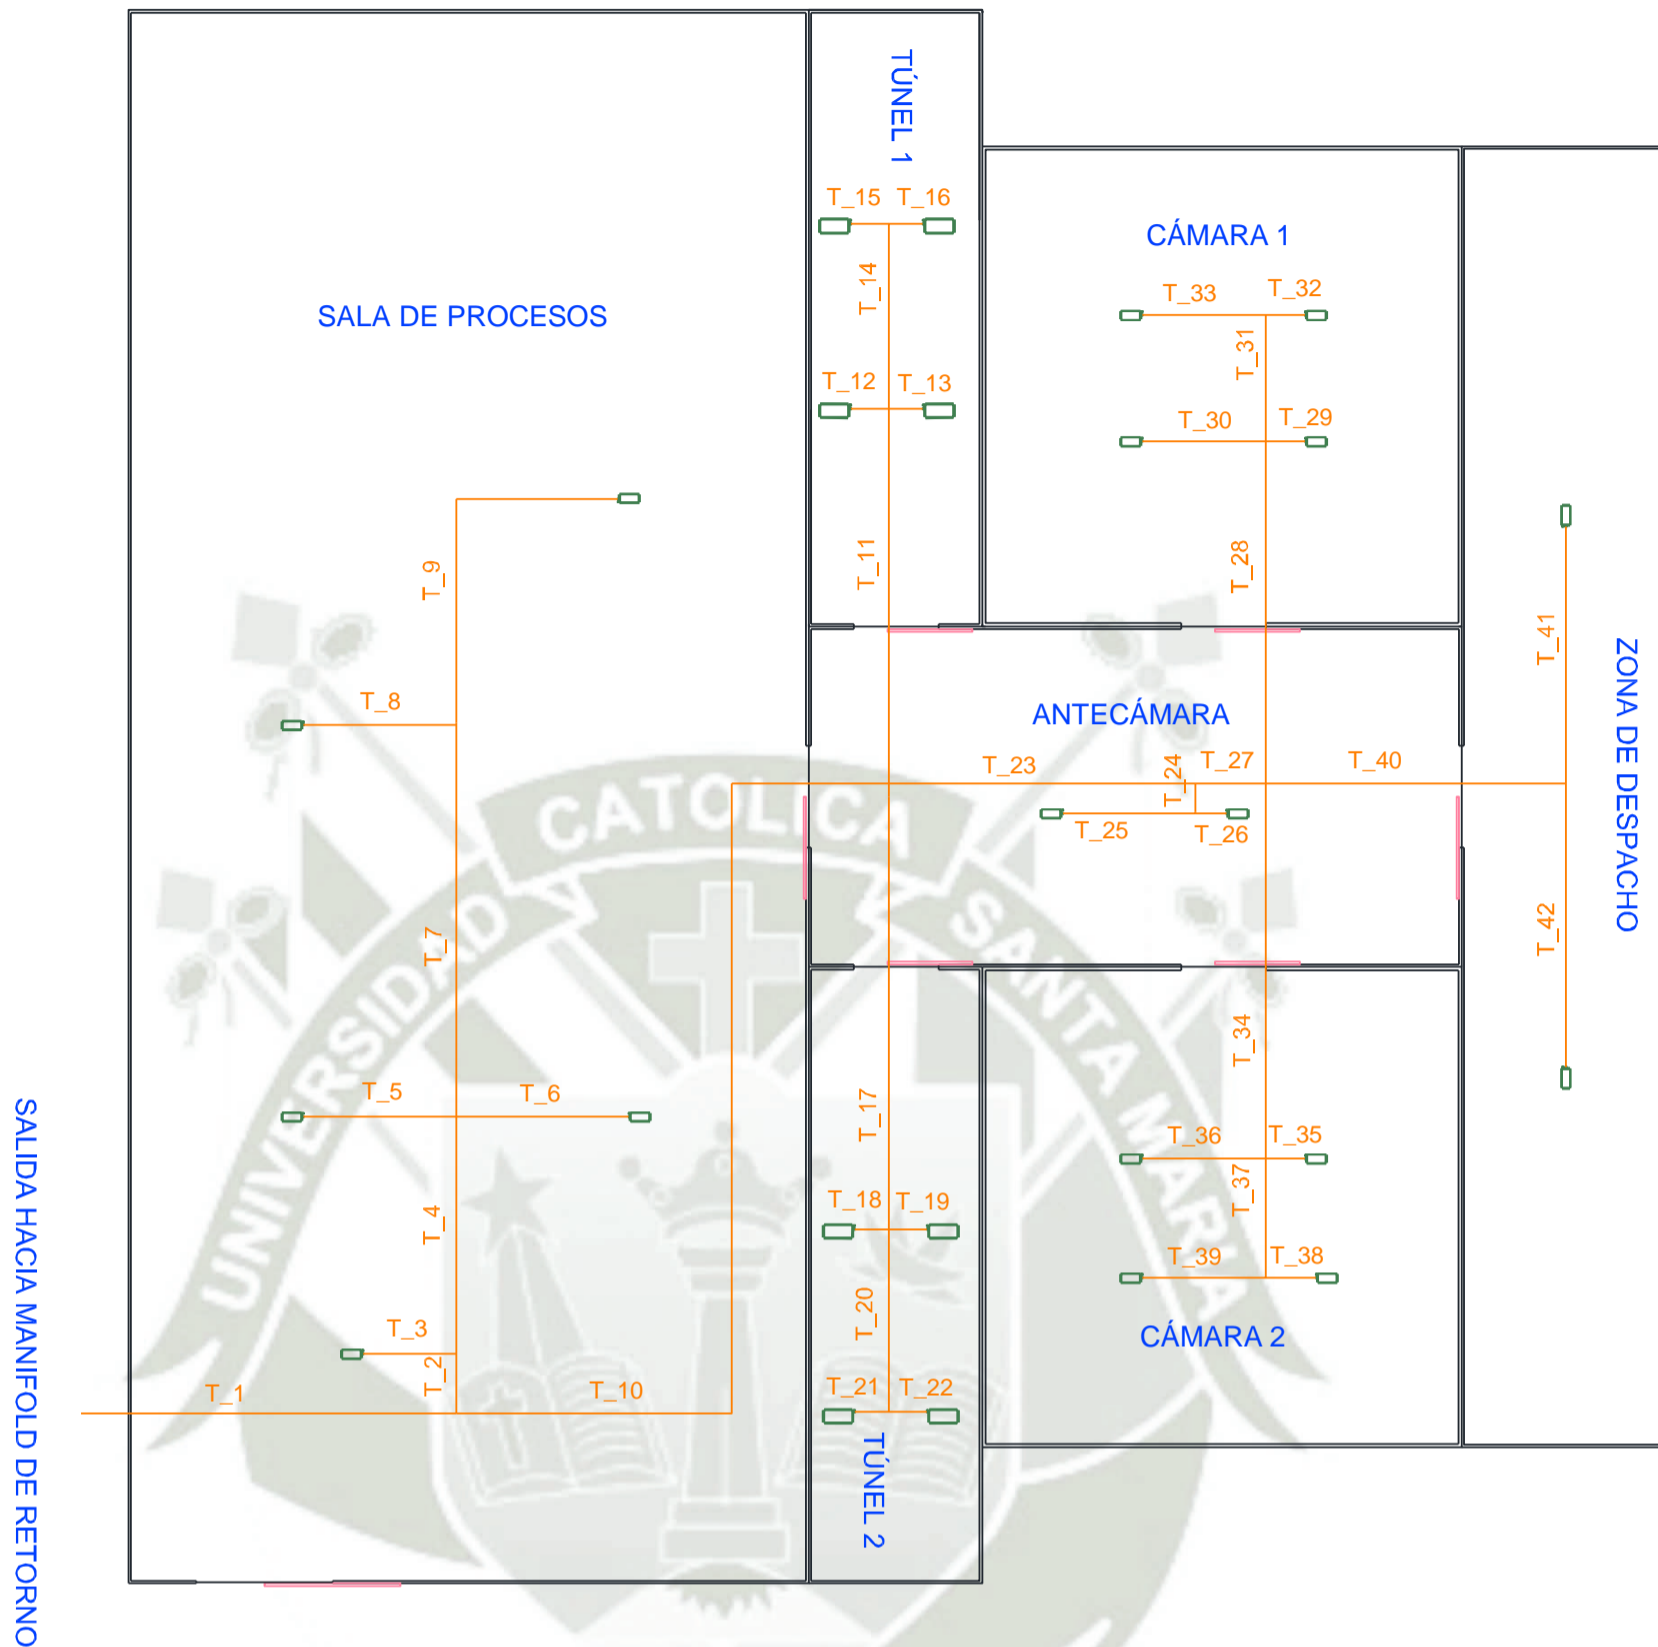 TÚNEL 1
T_15 T_16
CÁMARA 1
T_14
T_33 T_32
SALA DE PROCESOS
T_31
T_12 T_13
T_30 T_29
T_11
T_28
T_9
T_41
ZONA DE DESPACHO
T_8
ANTECÁMARA
T_23 T_24 T_27 T_40
T_25 T_26
CATOLICA
UNIVERSIDAD
SANTA MARIA
T_7
T_42
T_34
T_5 T_6
T_17
T_36 T_35
T_37
T_18 T_19
T_4
T_39 T_38
T_20
T_3
CÁMARA 2
T_2
T_1 T_10
T_21 T_22
TÚNEL 2
SALIDA HACIA MANIFOLD DE RETORNO